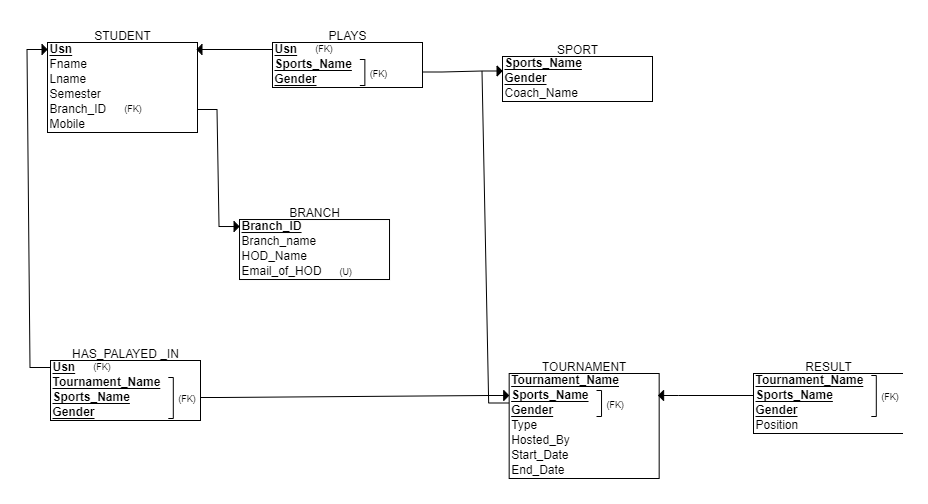 STUDENT
Usn
Fname
Lname
Semester
Branch_ID (FK)
Mobile
PLAYS
Usn (FK)
Sports_Name
Gender
(FK)
SPORT
Sports_Name
Gender
Coach_Name
BRANCH
Branch_ID
Branch_name
HOD_Name
Email_of_HOD (U)
HAS_PALAYED _IN
Usn (FK)
Tournament_Name
Sports_Name
Gender
(FK)
TOURNAMENT
Tournament_Name
Sports_Name
Gender
(FK)
Type
Hosted_By
Start_Date
End_Date
RESULT
Tournament_Name
Sports_Name
Gender
(FK)
Position